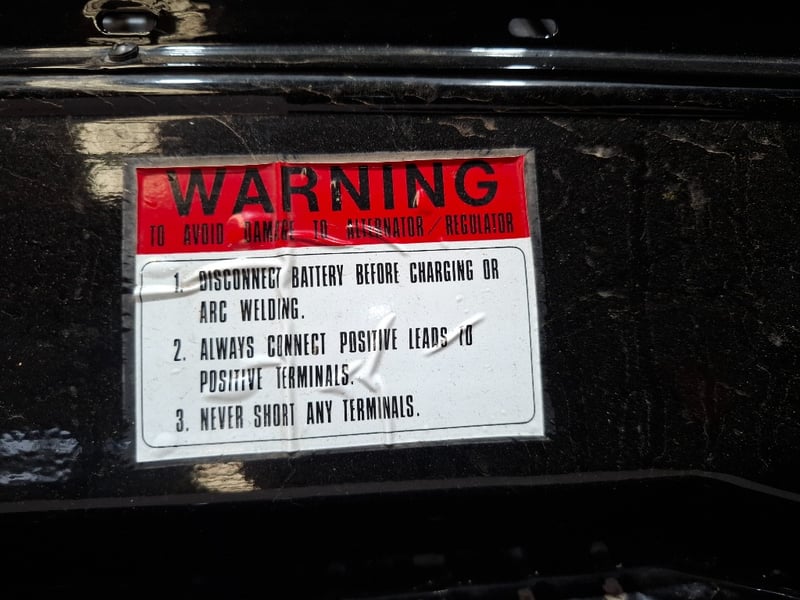 WARNING
TO AVOID DAMAGE TO ALTERNATOR/REGULATOR
1. DISCONNECT BATTERY BEFORE CHARGING OR
ARC WELDING.
2. ALWAYS CONNECT POSITIVE LEADS TO
POSITIVE TERMINALS.
3. NEVER SHORT ANY TERMINALS.